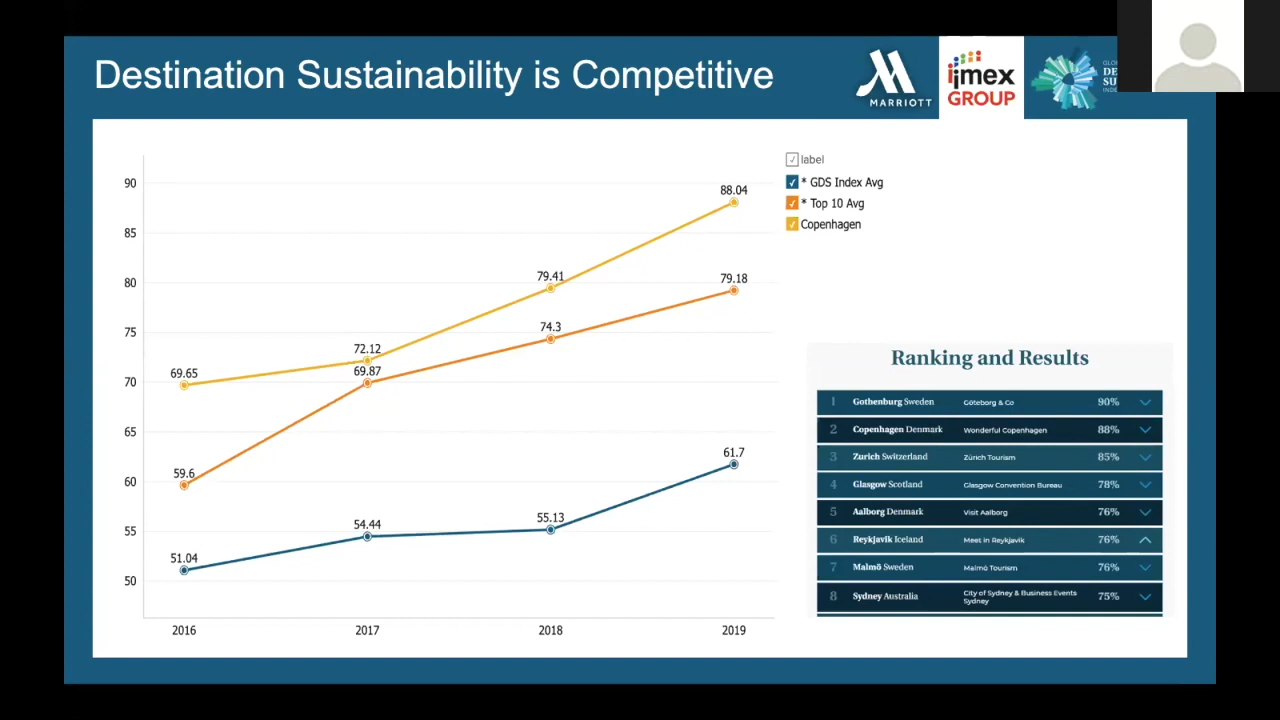 Destination Sustainability is Competitive
MARRIOTT
imex
GROUP
label
* GDS Index Avg
* Top 10 Avg
Copenhagen
90
85
80
75
70
65
60
55
50
88.04
79.41
79.18
74.3
72.12
69.87
69.65
59.6
61.7
54.44
55.13
51.04
2016 2017 2018 2019
Ranking and Results
1 Gothenburg Sweden Göteborg & Co 90%
2 Copenhagen Denmark Wonderful Copenhagen 88%
3 Zurich Switzerland Zürich Tourism 85%
4 Glasgow Scotland Glasgow Convention Bureau 78%
5 Aalborg Denmark Visit Aalborg 76%
6 Reykjavik Iceland Meet in Reykjavik 76%
7 Malmö Sweden Malmö Tourism 76%
8 Sydney Australia City of Sydney & Business Events Sydney 75%